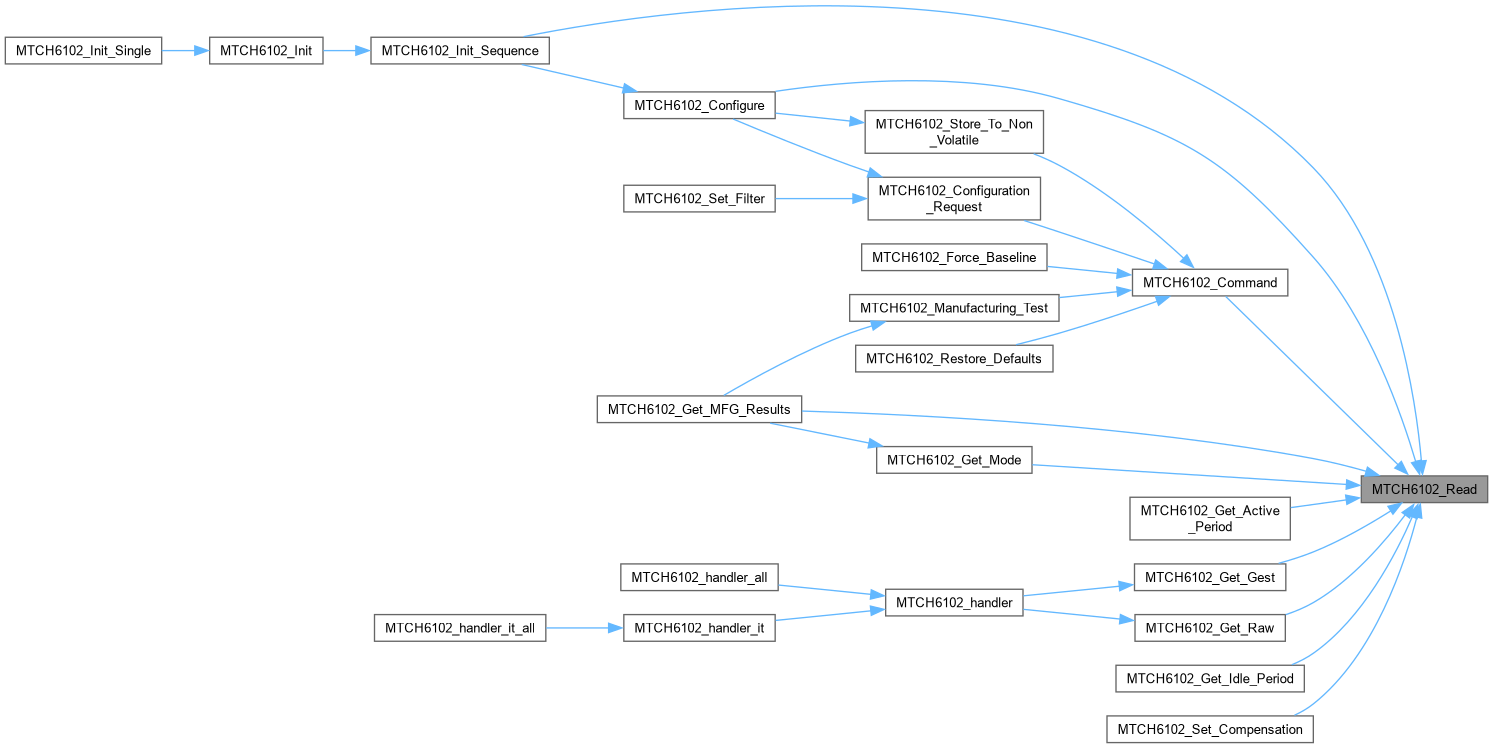 MTCH6102_Init_Single
MTCH6102_Init
MTCH6102_Init_Sequence
MTCH6102_Configure
MTCH6102_Store_To_Non
_Volatile
MTCH6102_Set_Filter
MTCH6102_Configuration
_Request
MTCH6102_Force_Baseline
MTCH6102_Command
MTCH6102_Manufacturing_Test
MTCH6102_Restore_Defaults
MTCH6102_Get_MFG_Results
MTCH6102_Get_Mode
MTCH6102_Read
MTCH6102_Get_Active
_Period
MTCH6102_handler_all
MTCH6102_Get_Gest
MTCH6102_handler
MTCH6102_handler_it_all
MTCH6102_handler_it
MTCH6102_Get_Raw
MTCH6102_Get_Idle_Period
MTCH6102_Set_Compensation